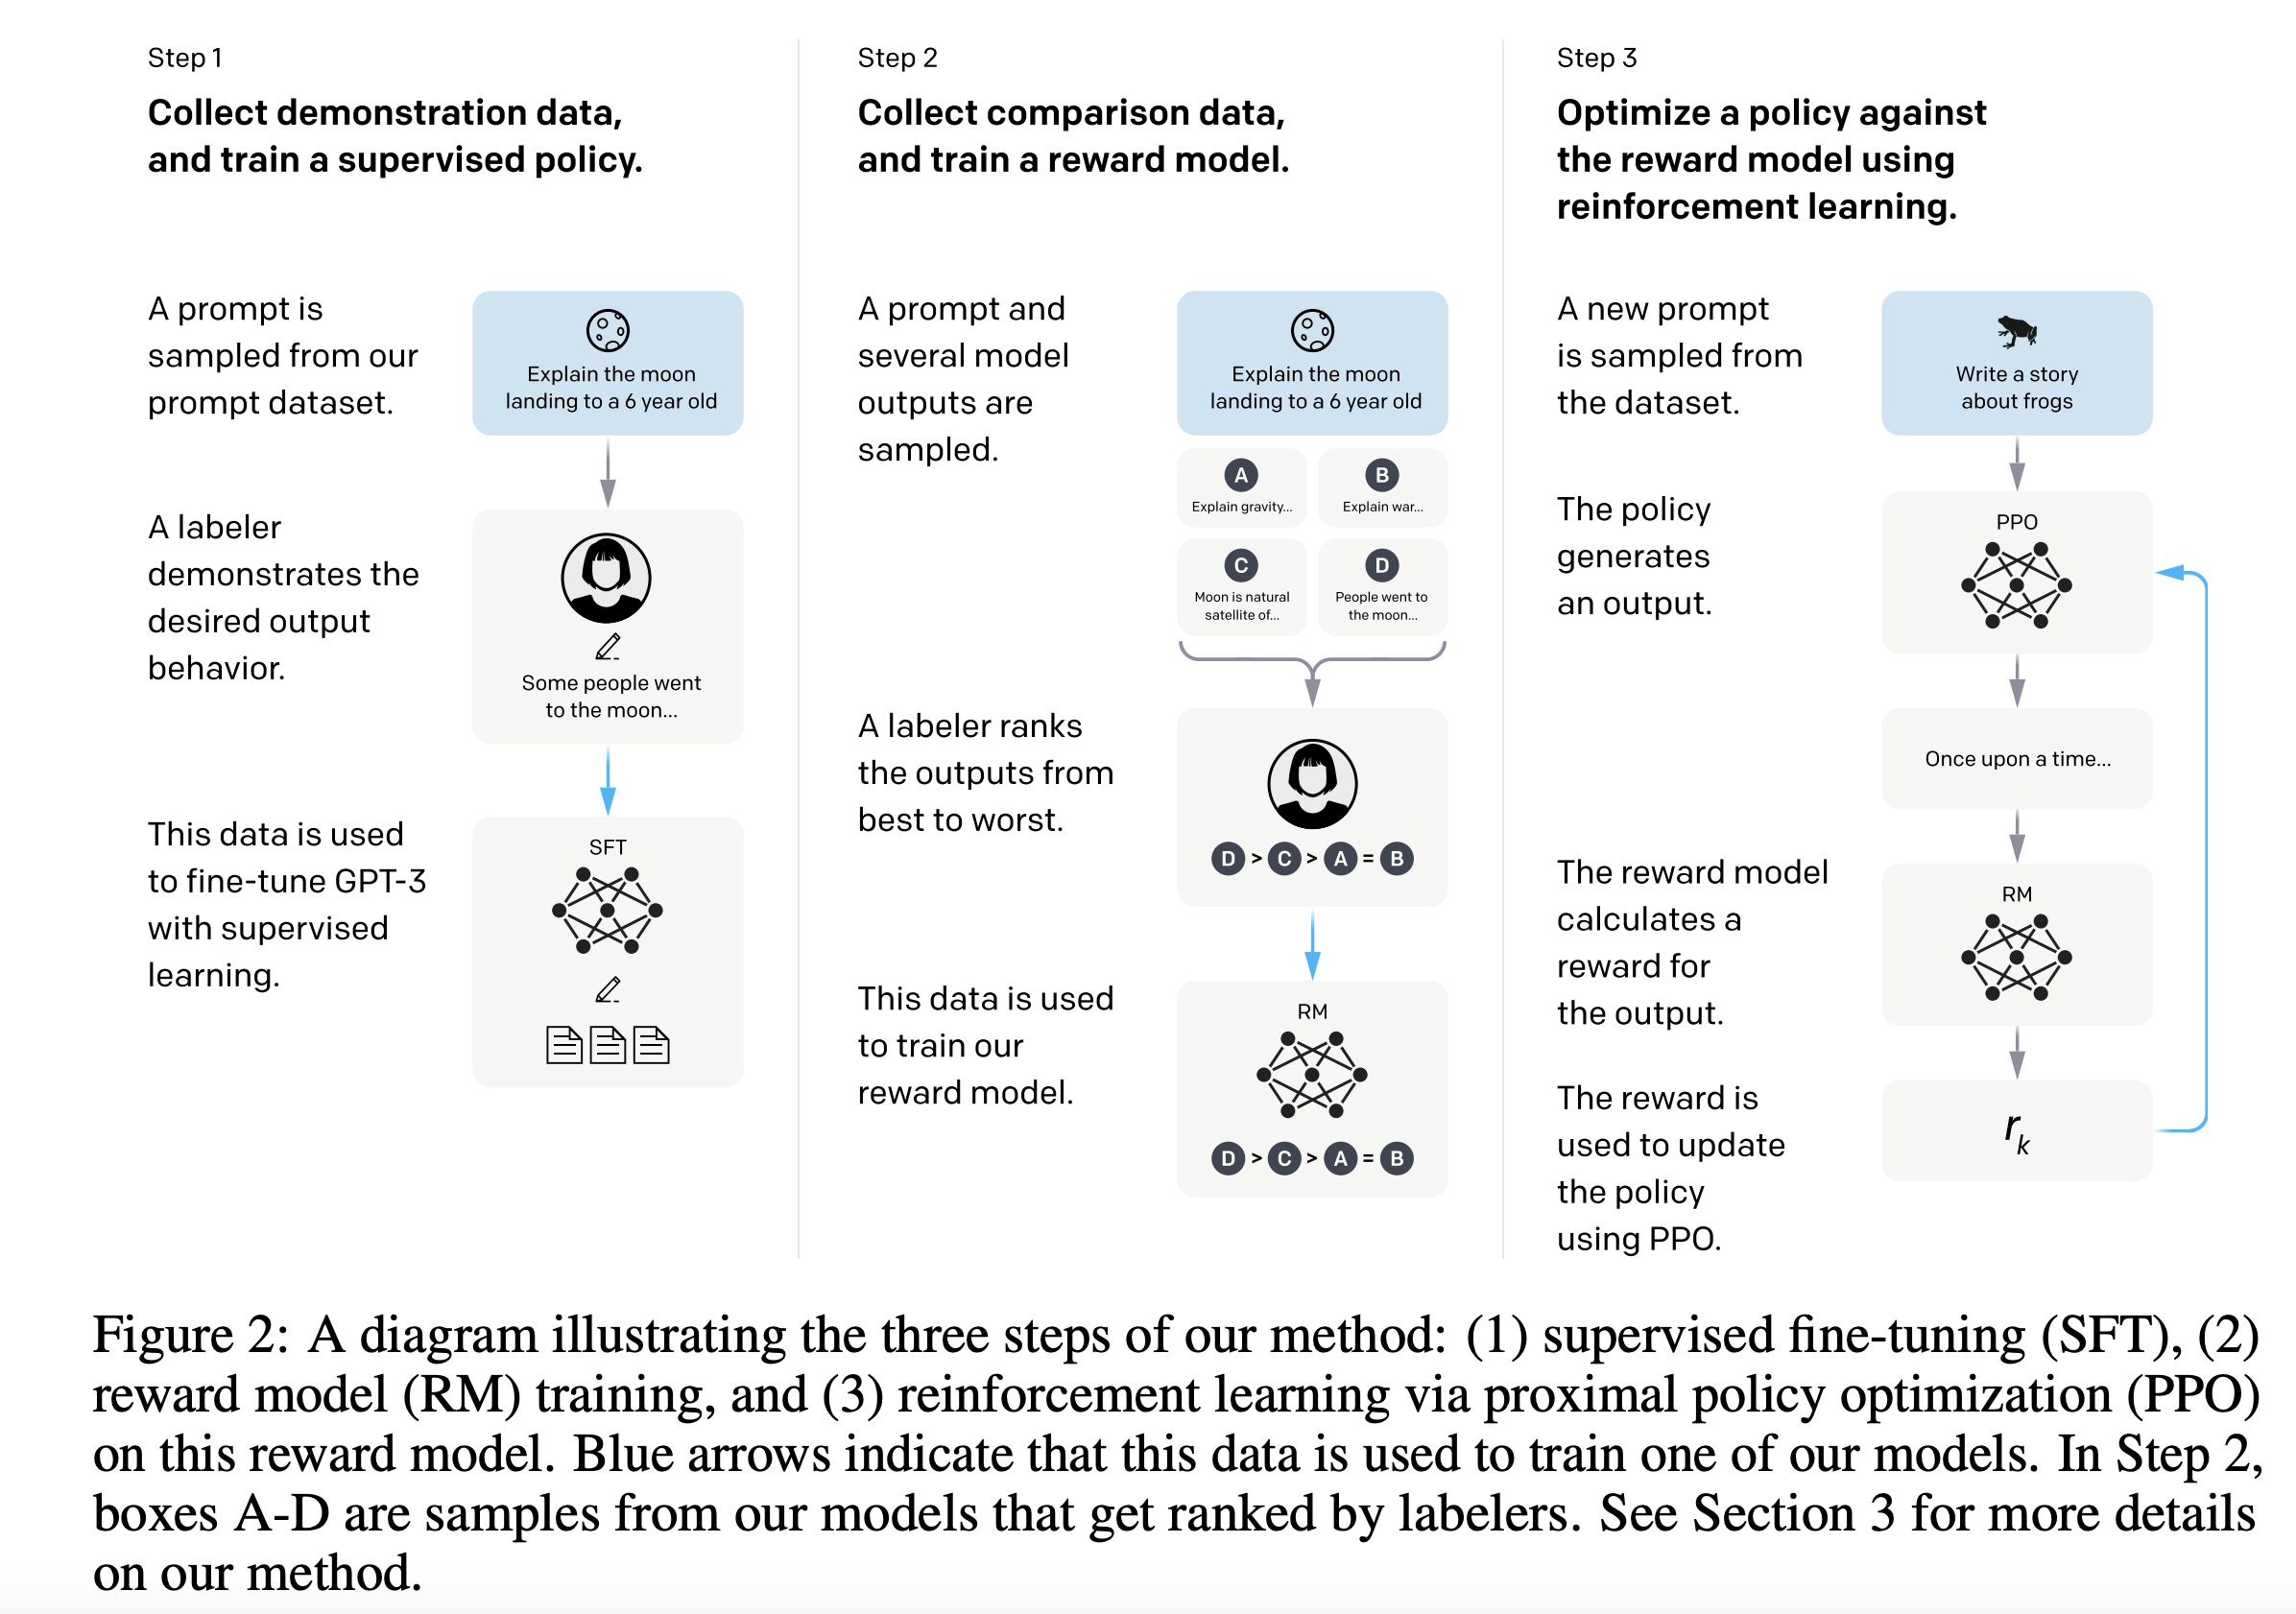 Step 1
Collect demonstration data,
and train a supervised policy.
A prompt is
sampled from our
prompt dataset.
Explain the moon
landing to a 6 year old
A labeler
demonstrates the
desired output
behavior.
Some people went
to the moon...
This data is used
to fine-tune GPT-3
with supervised
learning.
SFT
Step 2
Collect comparison data,
and train a reward model.
A prompt and
several model
outputs are
sampled.
Explain the moon
landing to a 6 year old
A
Explain gravity...
B
Explain war...
C
Moon is natural
satellite of...
D
People went to
the moon...
A labeler ranks
the outputs from
best to worst.
D > C > A = B
This data is used
to train our
reward model.
RM
D > C > A = B
Step 3
Optimize a policy against
the reward model using
reinforcement learning.
A new prompt
is sampled from
the dataset.
Write a story
about frogs
The policy
generates
an output.
PPO
Once upon a time...
The reward model
calculates a
reward for
the output.
RM
The reward is
used to update
the policy
using PPO.
rk
Figure 2: A diagram illustrating the three steps of our method: (1) supervised fine-tuning (SFT), (2)
reward model (RM) training, and (3) reinforcement learning via proximal policy optimization (PPO)
on this reward model. Blue arrows indicate that this data is used to train one of our models. In Step 2,
boxes A-D are samples from our models that get ranked by labelers. See Section 3 for more details
on our method.